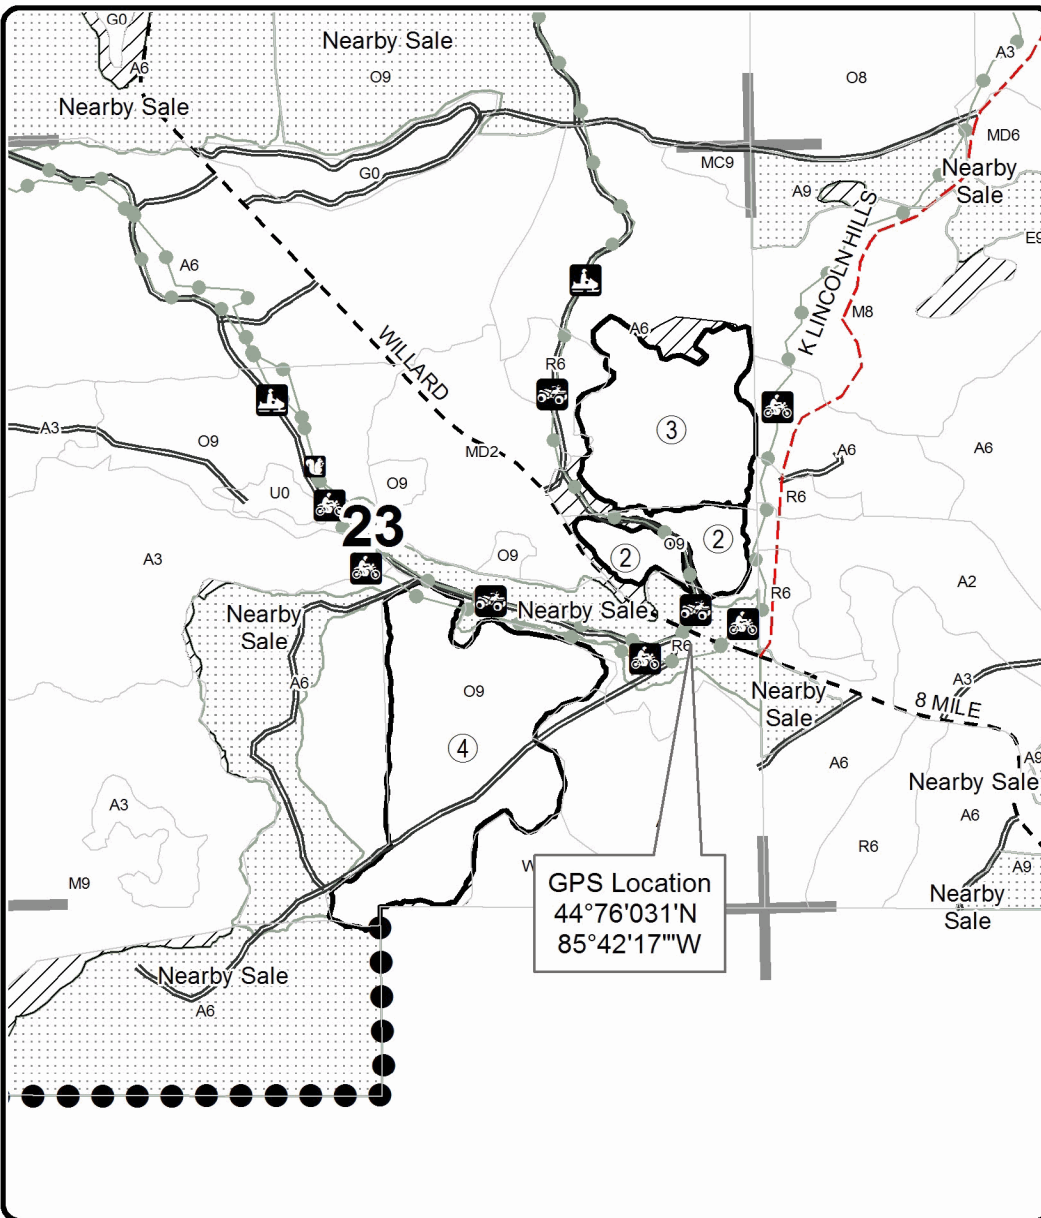 G0
Nearby Sale
A3
A6
O9
O8
Nearby Sale
MD6
MC9
Nearby
Sale
G0
A9
K LINCOLN HILLS
E9
A6
M8
A6
WILLARD
R6
A3
O9
3
A6
A6
MD2
U0
O9
R6
23
2
O9
2
A3
O9
A2
R6
Nearby
Sale
Nearby Sale
R6
A6
O9
Nearby
Sale
A3
8 MILE
4
A6
A9
Nearby Sale
A3
A6
R6
W
A9
M9
GPS Location
44°76'031'N
85°42'17'"W
Nearby
Sale
Nearby Sale
A6